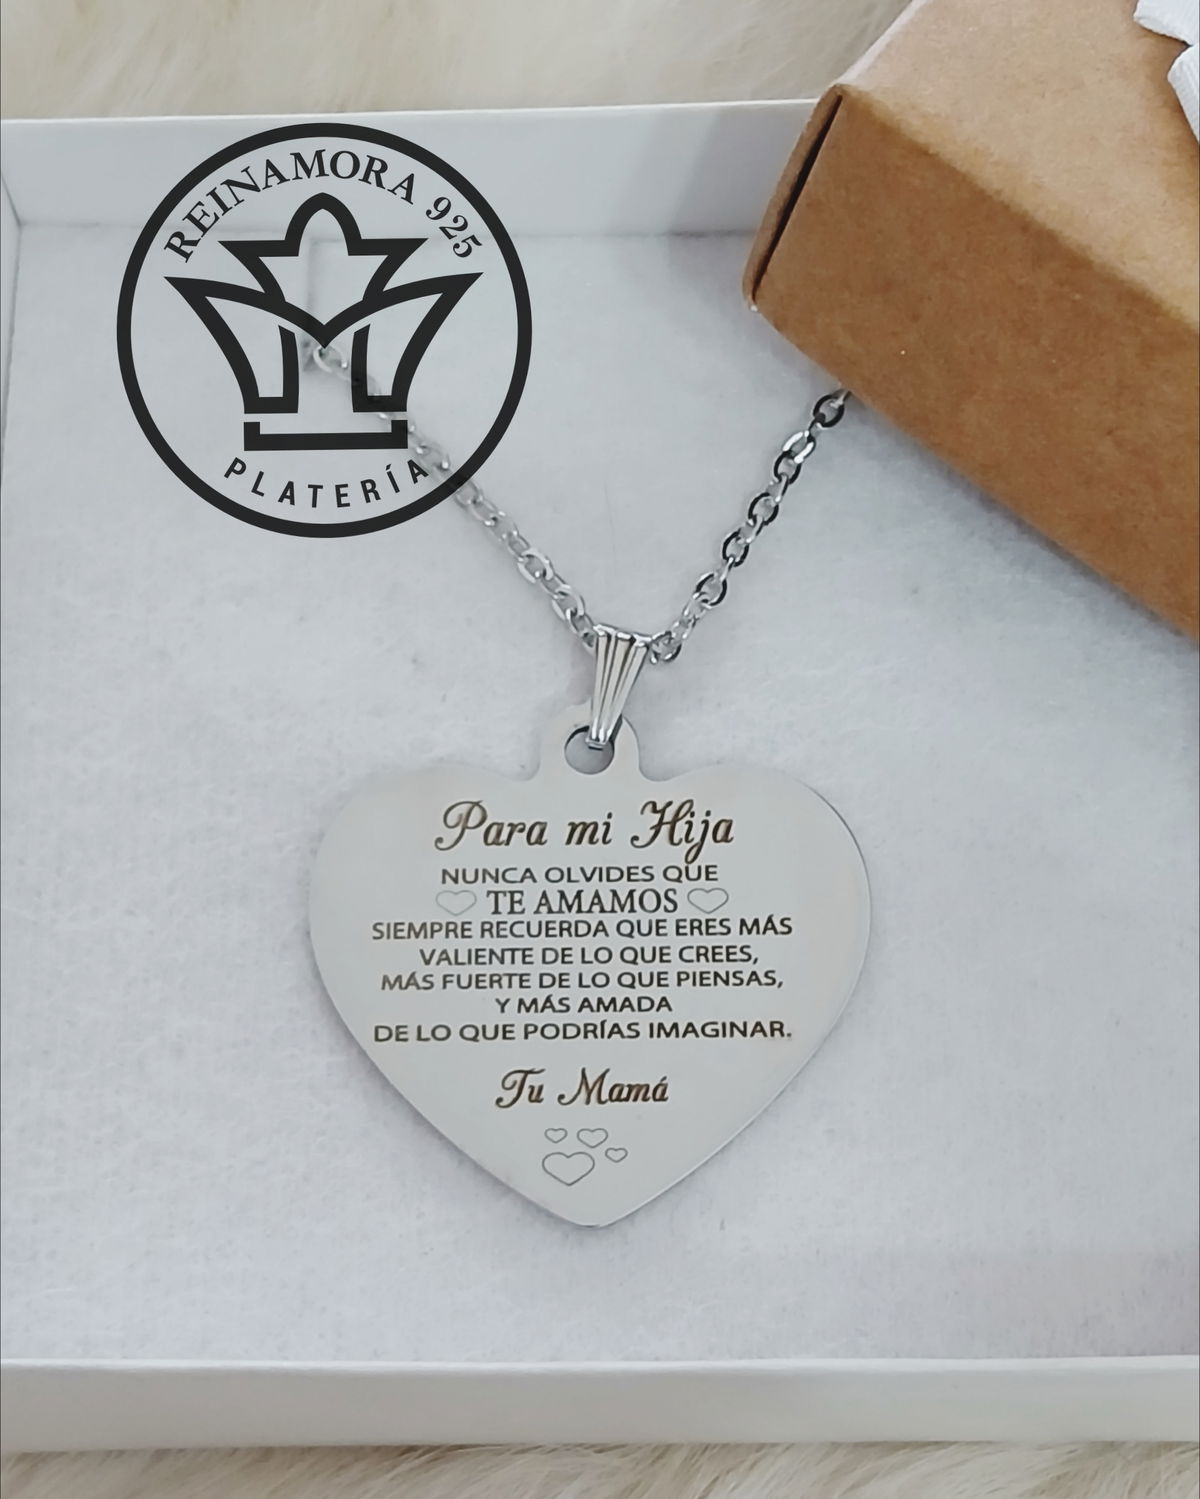 REINAMORA 925
PLATERÍA
Para mi Hija
NUNCA OLVIDES QUE
TE AMAMOS
SIEMPRE RECUERDA QUE ERES MÁS
VALIENTE DE LO QUE CREES,
MÁS FUERTE DE LO QUE PIENSAS,
Y MÁS AMADA
DE LO QUE PODRÍAS IMAGINAR.
Tu Mamá